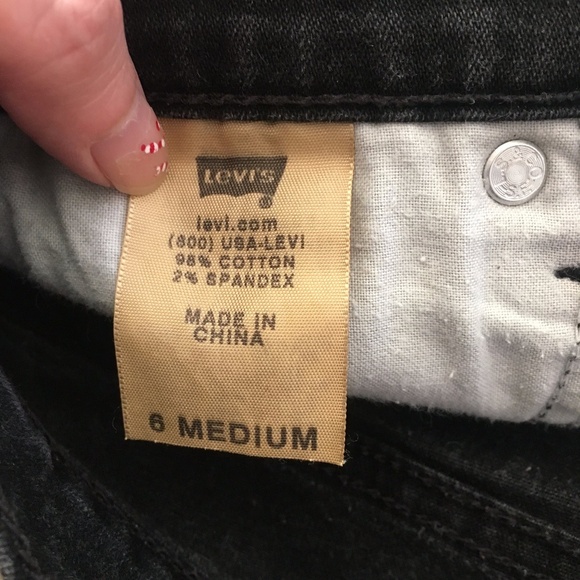 Levi's
®
levi.com
(800) USA-LEVI
98% COTTON
2% SPANDEX
MADE IN
CHINA
6 MEDIUM